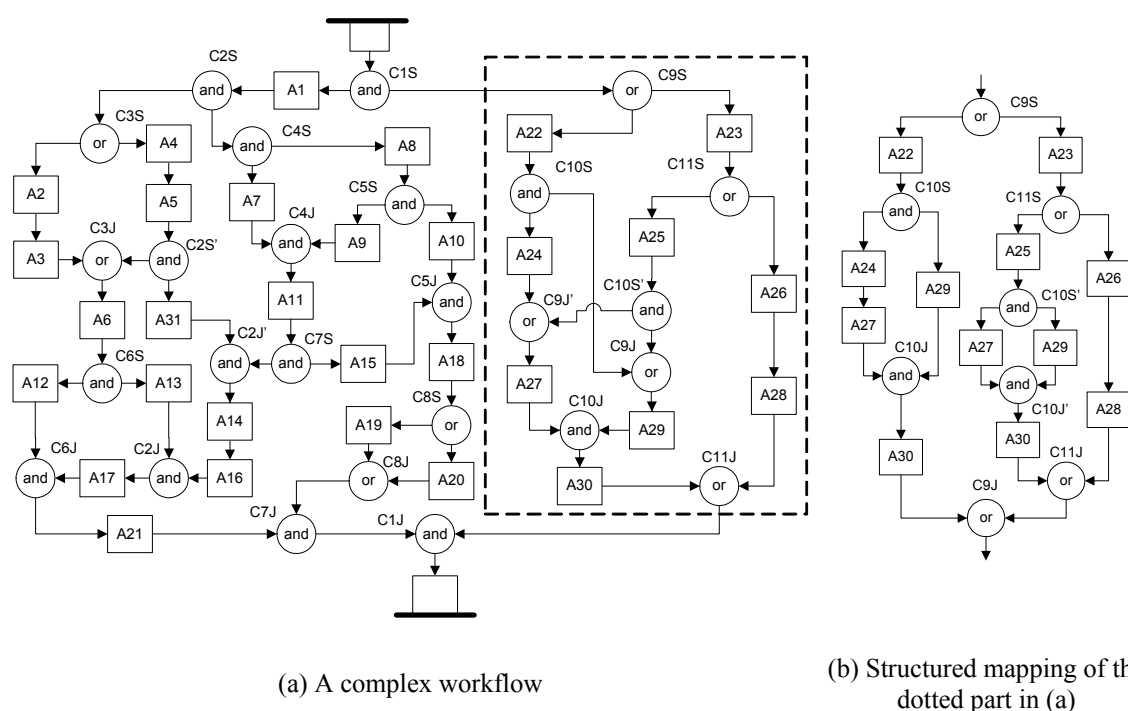 C2S
C1S
C9S
and
A1
and
or
C3S
or
A4
and
C4S
A8
A22
A23
C10S
C11S
and
or
A2
A5
A7
C5S
and
A3
C3J
or
C2S'
and
C4J
and
A9
A10
A24
A25
A26
A6
A31
A11
C5J
and
C9J'
or
C10S'
and
C9J
or
C2J'
and
C7S
and
A15
A18
A27
A28
C6S
and
A12
A13
A14
A19
C8S
or
C10J
and
A29
C6J
and
A17
C2J
and
A16
C8J
or
A20
A30
C11J
or
A21
C7J
and
C1J
and
(a) A complex workflow
C9S
or
A22
A23
C10S
and
C11S
or
A24
A29
A25
A26
A27
C10S'
and
A27
A29
C10J
and
and
C10J'
A28
A30
A30
C11J
or
C9J
or
(b) Structured mapping of th
dotted part in (a)